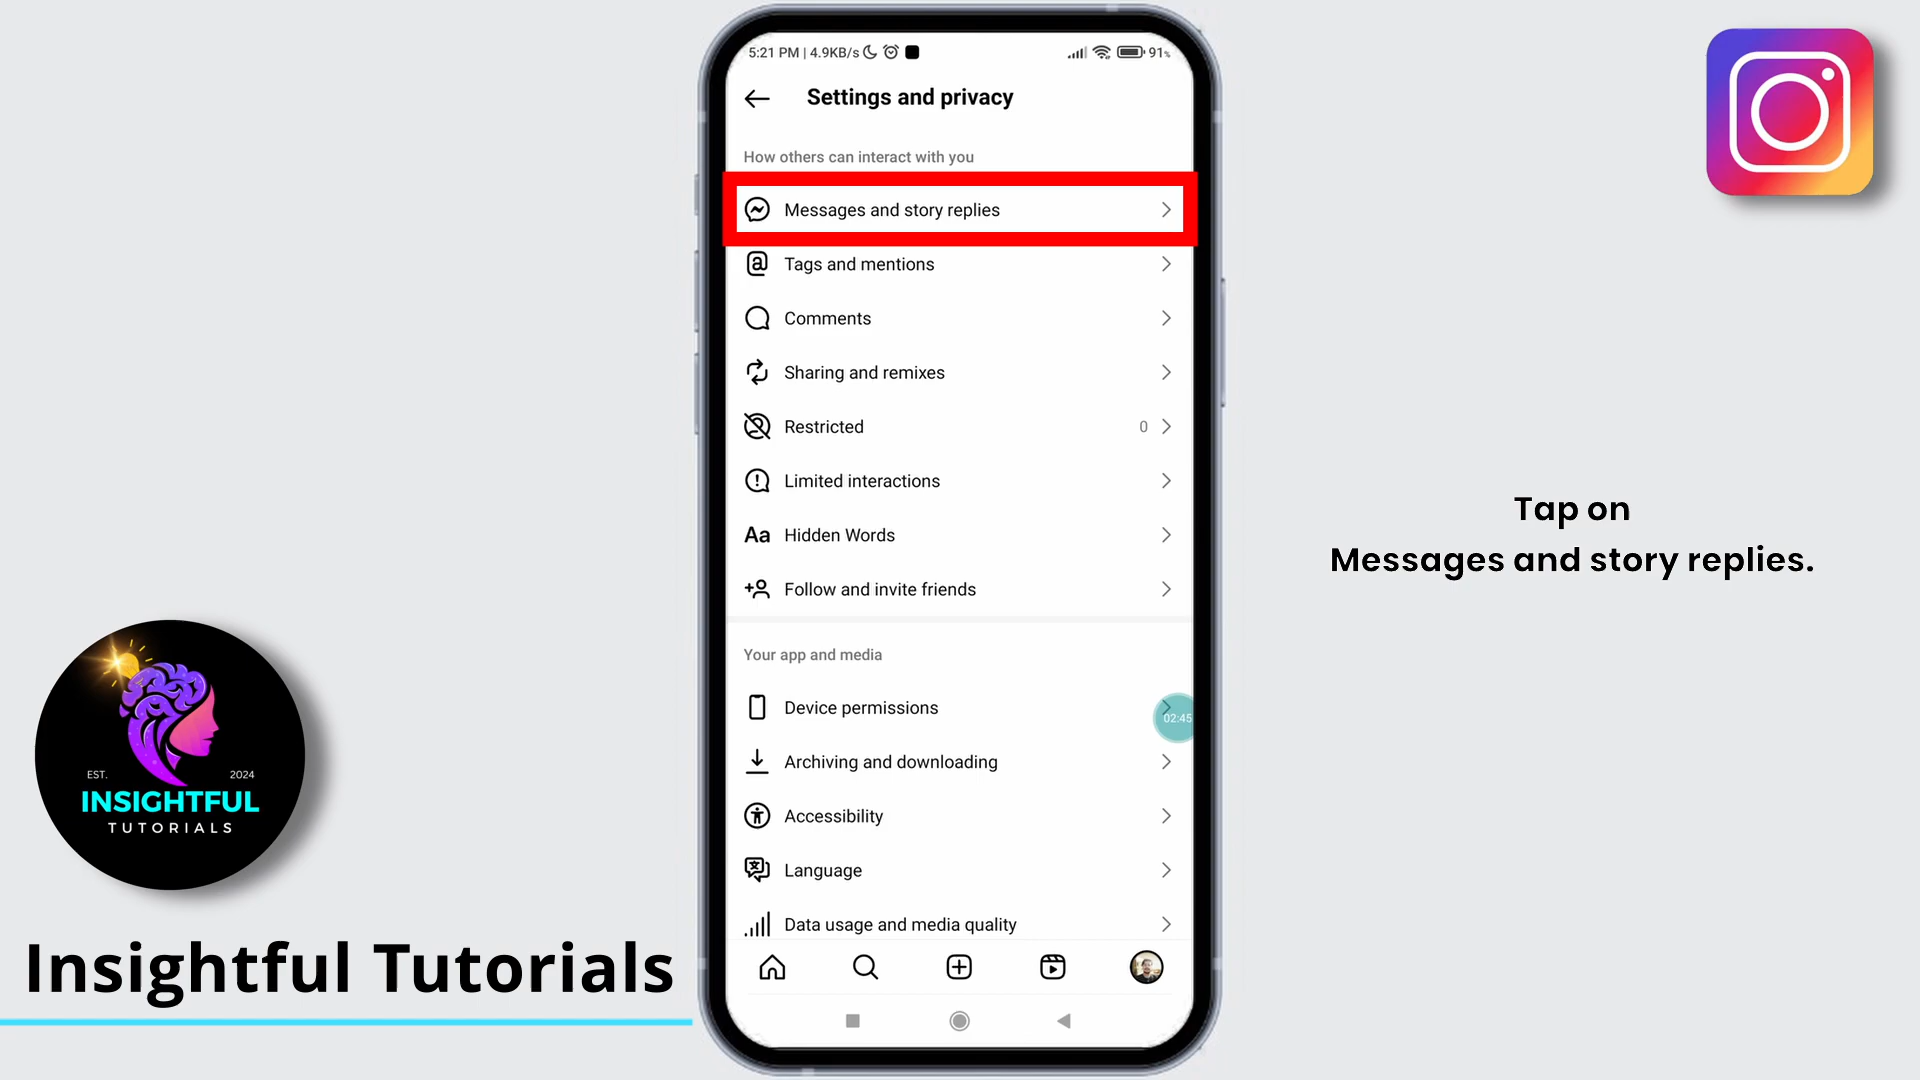 5:21 PM | 4.9KB/s
91%
Settings and privacy
How others can interact with you
Messages and story replies
Tags and mentions
Comments
Sharing and remixes
Restricted
0
Limited interactions
Aa Hidden Words
Follow and invite friends
Your app and media
Device permissions
02:45
Archiving and downloading
Accessibility
Language
Data usage and media quality
Tap on
Messages and story replies.
EST. 2024
INSIGHTFUL
TUTORIALS
Insightful Tutorials